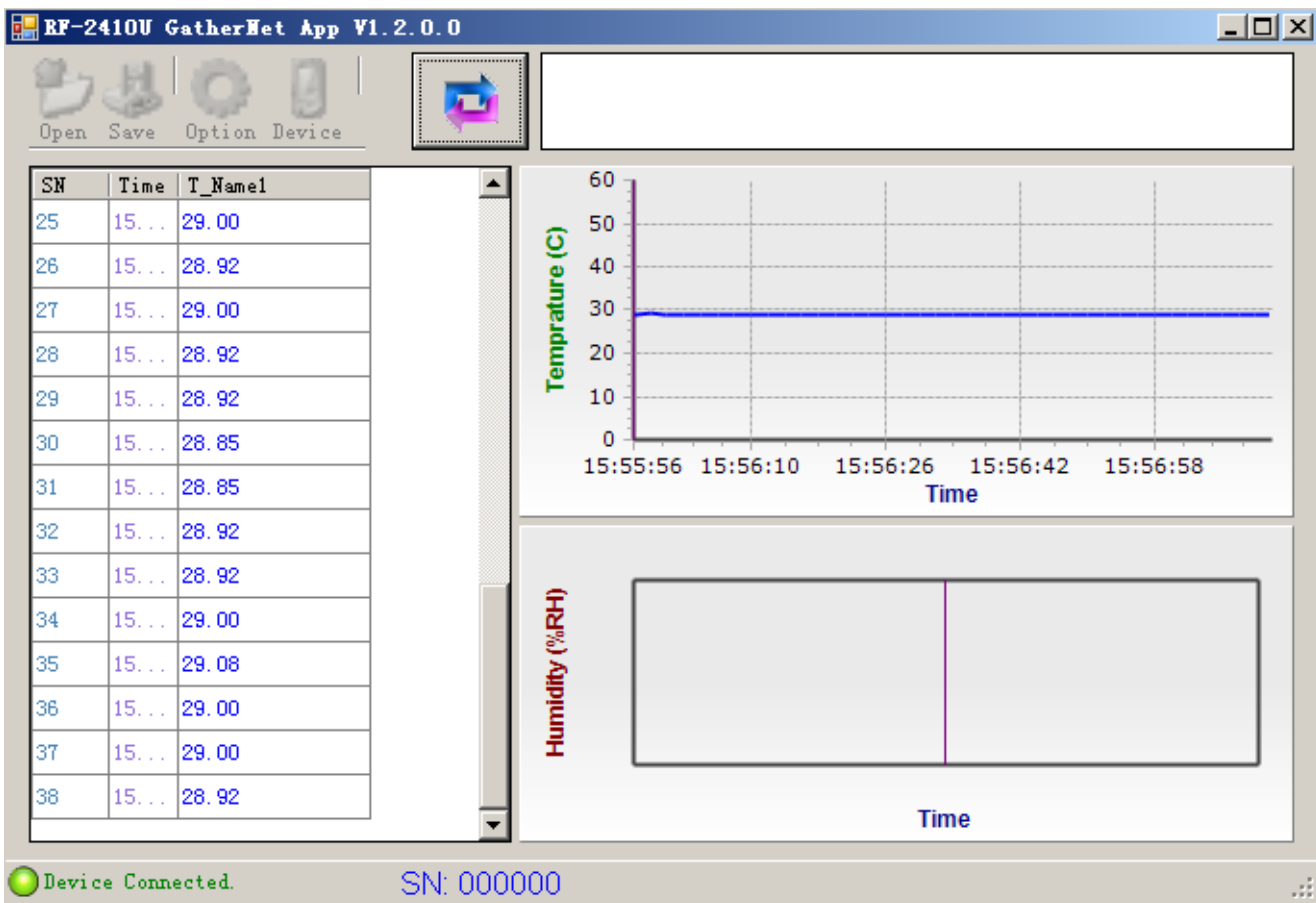 RF-2410U GatherNet App V1.2.0.0
Open Save Option Device
SN Time T_Name1
25 15... 29.00
26 15... 28.92
27 15... 29.00
28 15... 28.92
29 15... 28.92
30 15... 28.85
31 15... 28.85
32 15... 28.92
33 15... 28.92
34 15... 29.00
35 15... 29.08
36 15... 29.00
37 15... 29.00
38 15... 28.92
Temprature (C)
60
50
40
30
20
10
0
15:55:56 15:56:10 15:56:26 15:56:42 15:56:58
Time
Humidity (%RH)
Time
Device Connected. SN: 000000